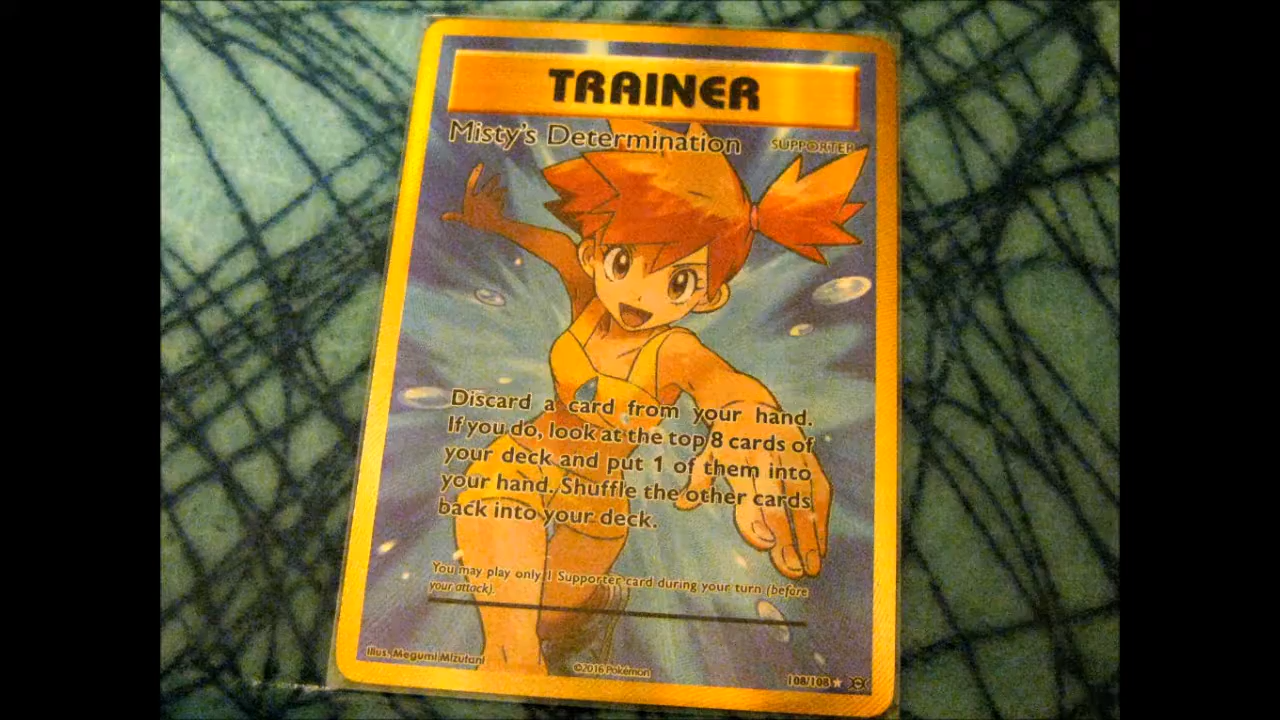 TRAINER
Misty's Determination SUPPORTER
Discard a card from your hand.
If you do, look at the top 8 cards of
your deck and put 1 of them into
your hand. Shuffle the other cards
back into your deck.
You may play only 1 Supporter card during your turn (before
your attack).
Illus. Megumi Mizutani
©2016 Pokémon
108/108 ★